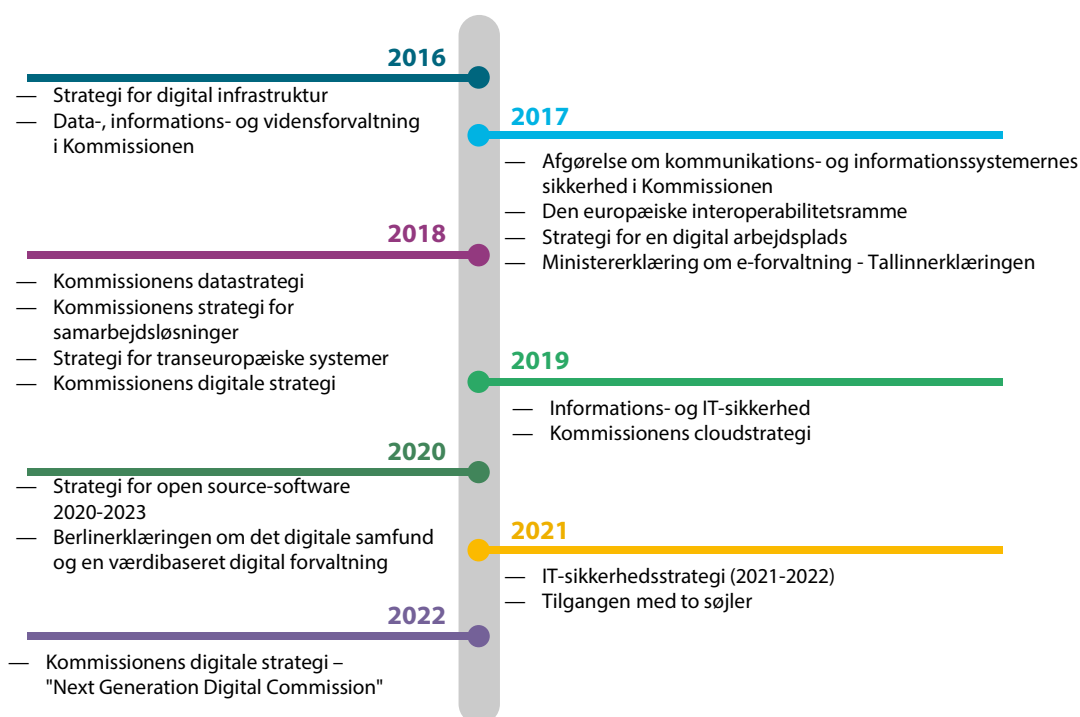 2016
— Strategi for digital infrastruktur
— Data-, informations- og vidensforvaltning
i Kommissionen
2017
— Afgørelse om kommunikations- og informationssystemernes
sikkerhed i Kommissionen
— Den europæiske interoperabilitetsramme
— Strategi for en digital arbejdsplads
— Ministererklæring om e-forvaltning - Tallinnerklæringen
2018
— Kommissionens datastrategi
— Kommissionens strategi for
samarbejdsløsninger
— Strategi for transeuropæiske systemer
— Kommissionens digitale strategi
2019
— Informations- og IT-sikkerhed
— Kommissionens cloudstrategi
2020
— Strategi for open source-software
2020-2023
— Berlinerklæringen om det digitale samfund
og en værdibaseret digital forvaltning
2021
— IT-sikkerhedsstrategi (2021-2022)
— Tilgangen med to søjler
2022
— Kommissionens digitale strategi –
"Next Generation Digital Commission"